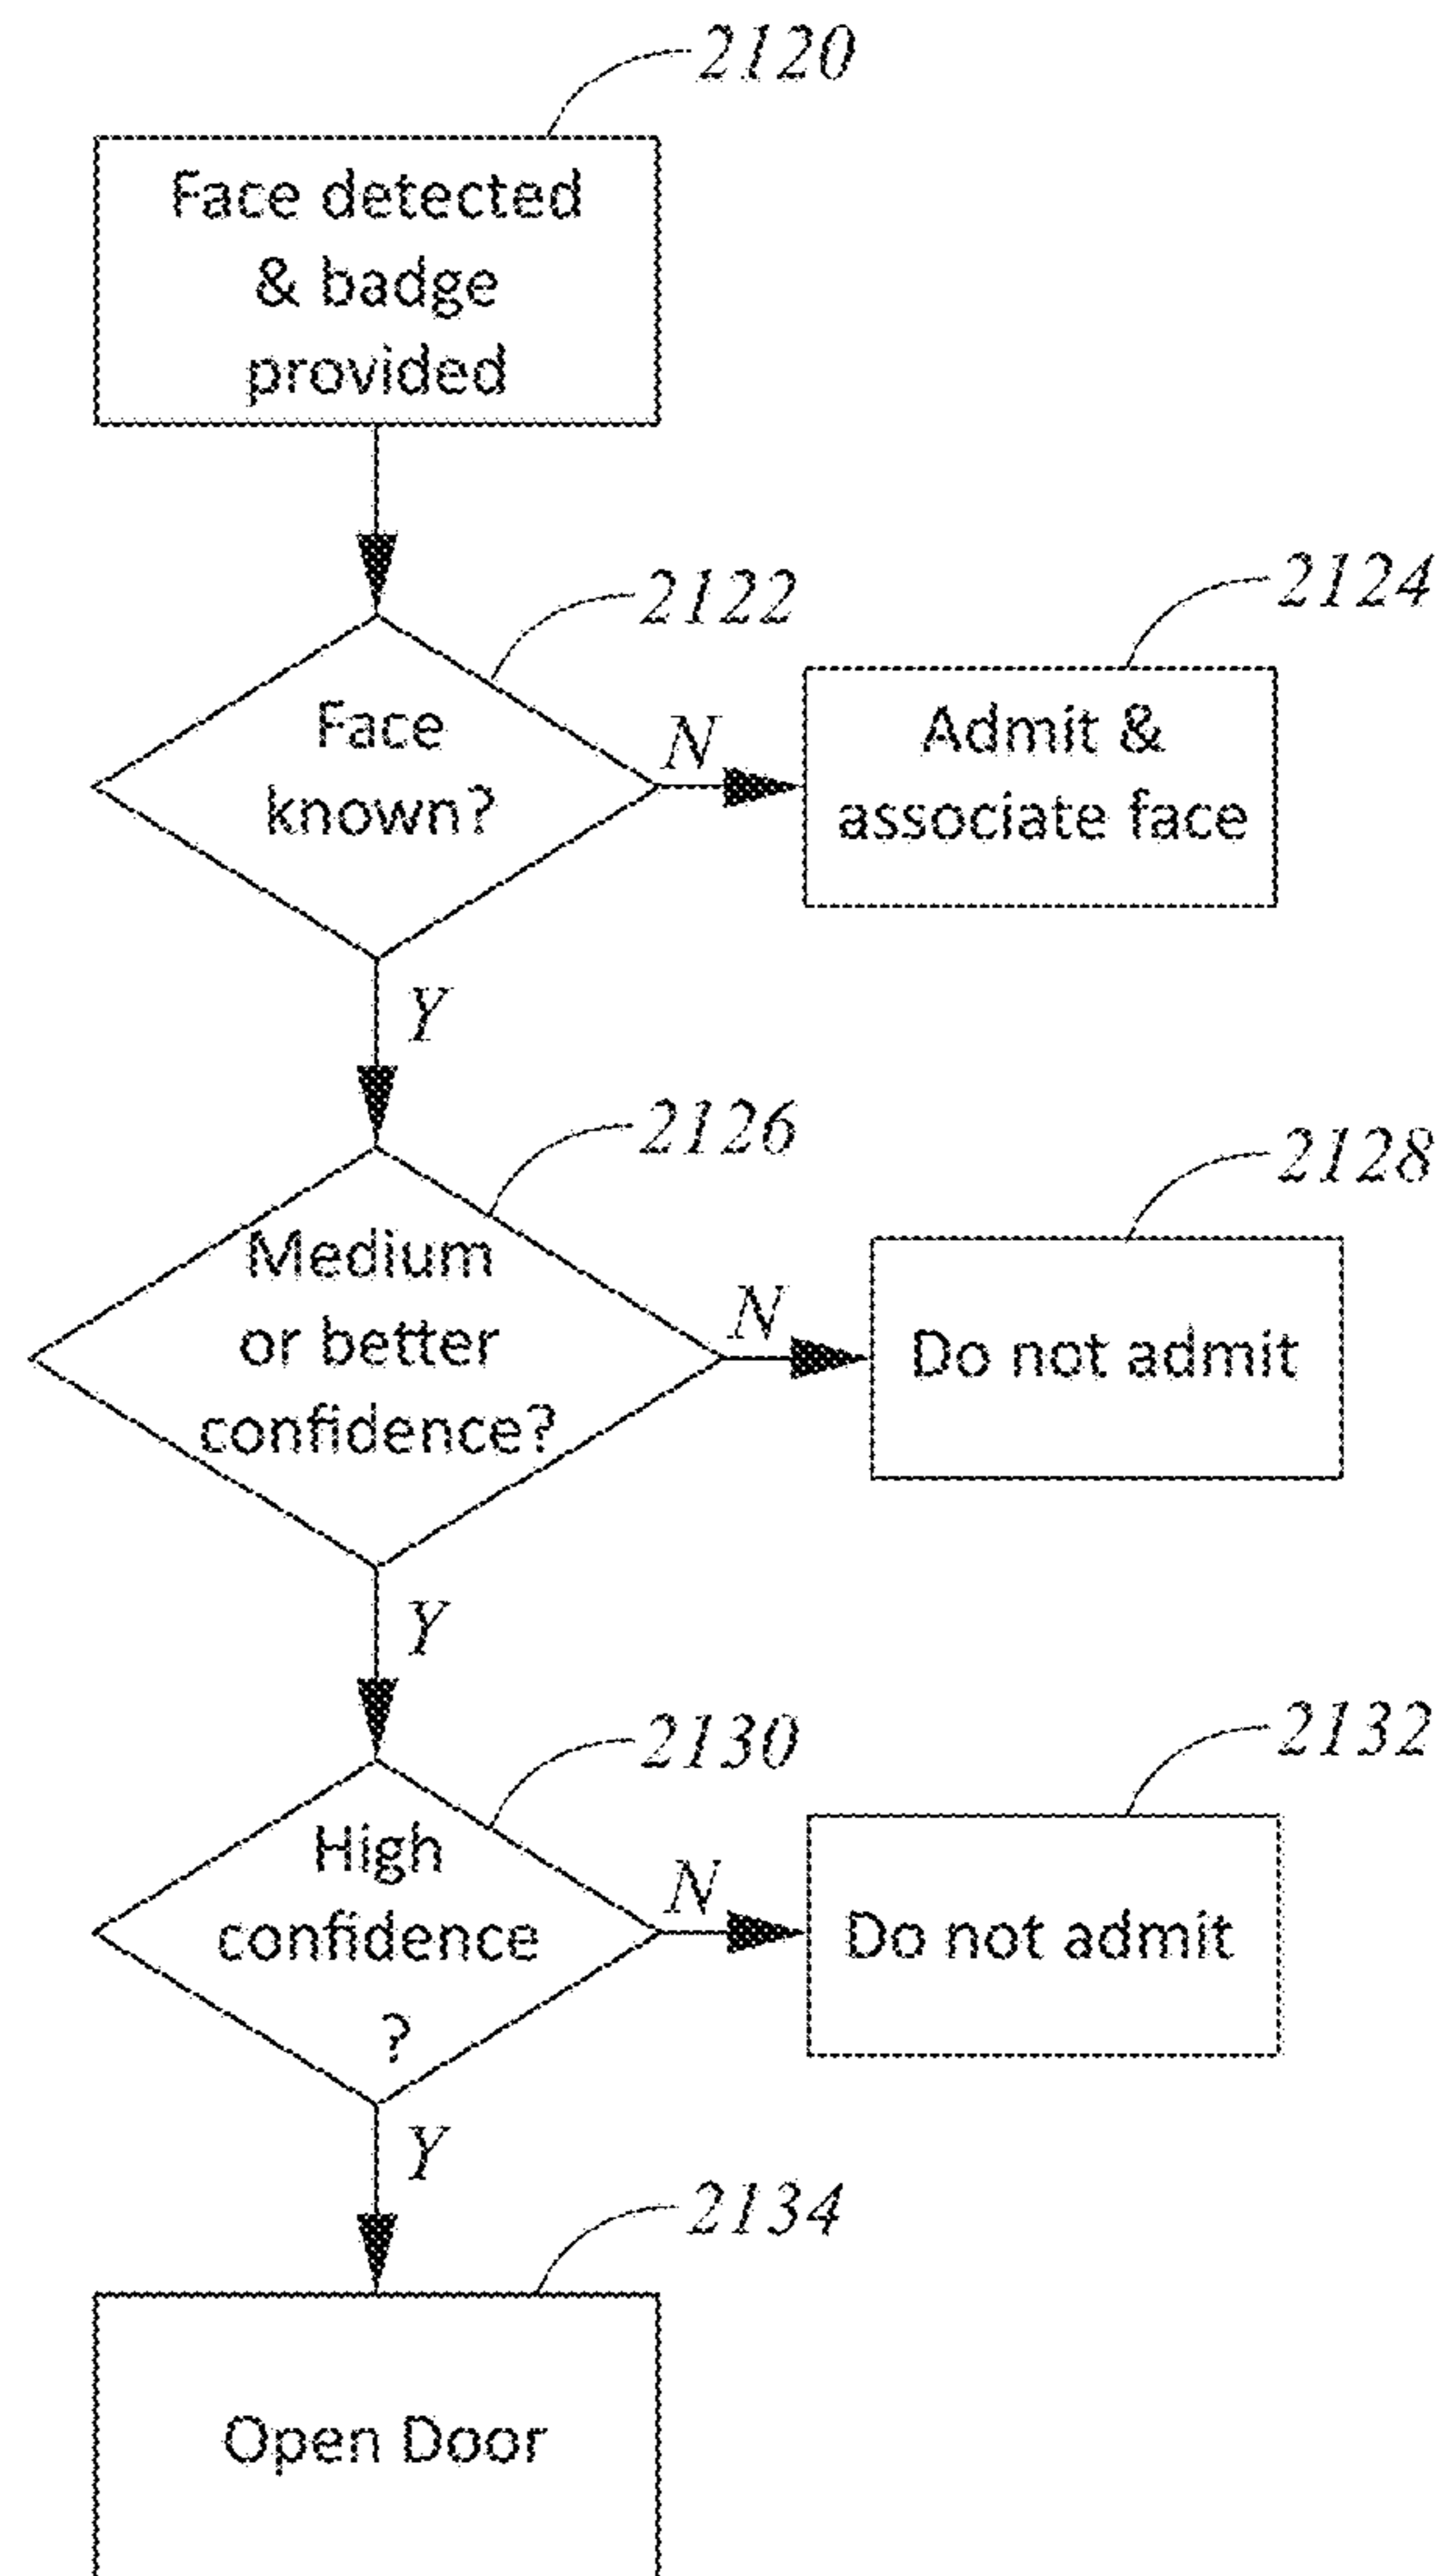 2120
Face detected
& badge
provided
2122
Face
known?
N
2124
Admit &
associate face
Y
2126
Medium
or better
confidence?
N
2128
Do not admit
Y
2130
High
confidence
?
N
2132
Do not admit
Y
2134
Open Door